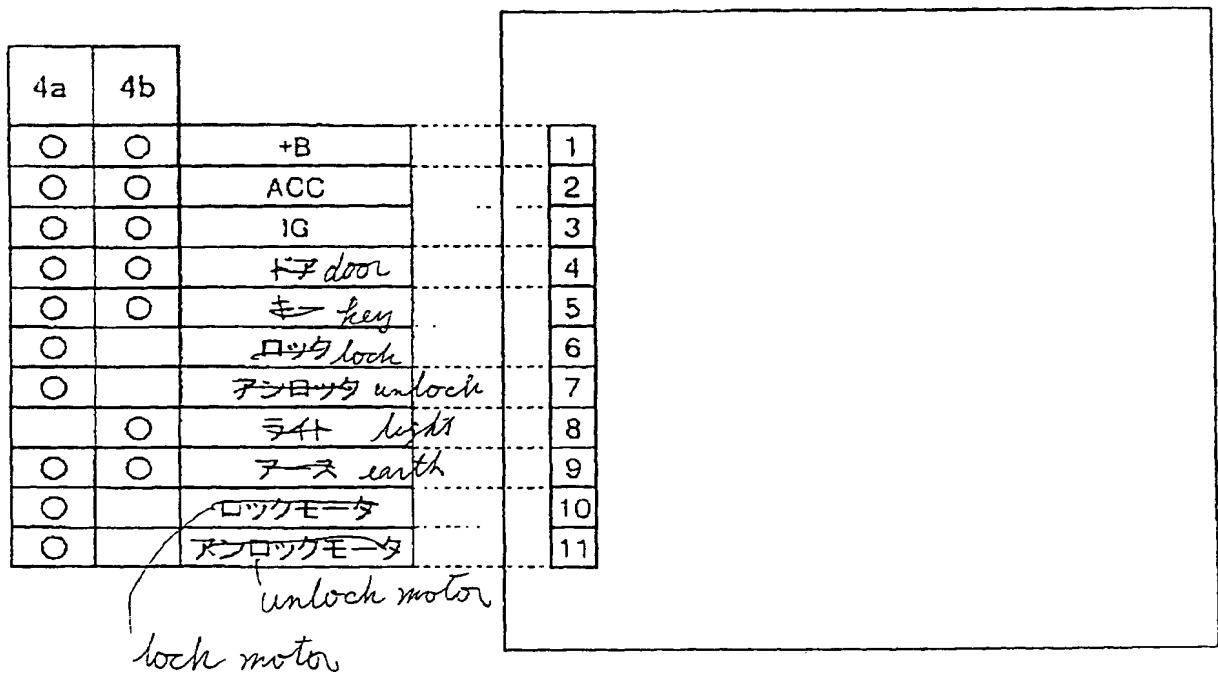 4a 4b
○ ○ +B 1
○ ○ ACC 2
○ ○ IG 3
○ ○ ドア door 4
○ ○ キー key 5
○ ロック lock 6
○ アンロック unlock 7
○ ライト light 8
○ ○ アース earth 9
○ ロックモータ 10
○ アンロックモータ 11
unlock motor
lock motor